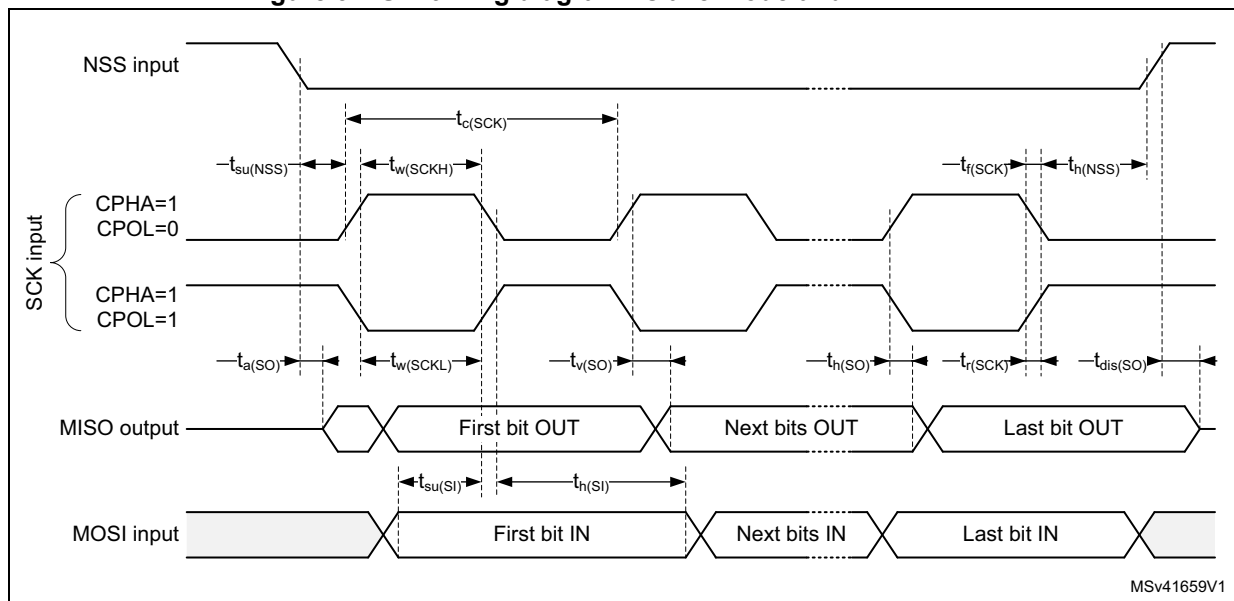 NSS input
tc(SCK)
tsu(NSS)
tw(SCKH)
tf(SCK)
th(NSS)
SCK input
CPHA=1
CPOL=0
CPHA=1
CPOL=1
ta(SO)
tw(SCKL)
tv(SO)
th(SO)
tr(SCK)
tdis(SO)
MISO output
First bit OUT
Next bits OUT
Last bit OUT
tsu(SI)
th(SI)
MOSI input
First bit IN
Next bits IN
Last bit IN
MSv41659V1